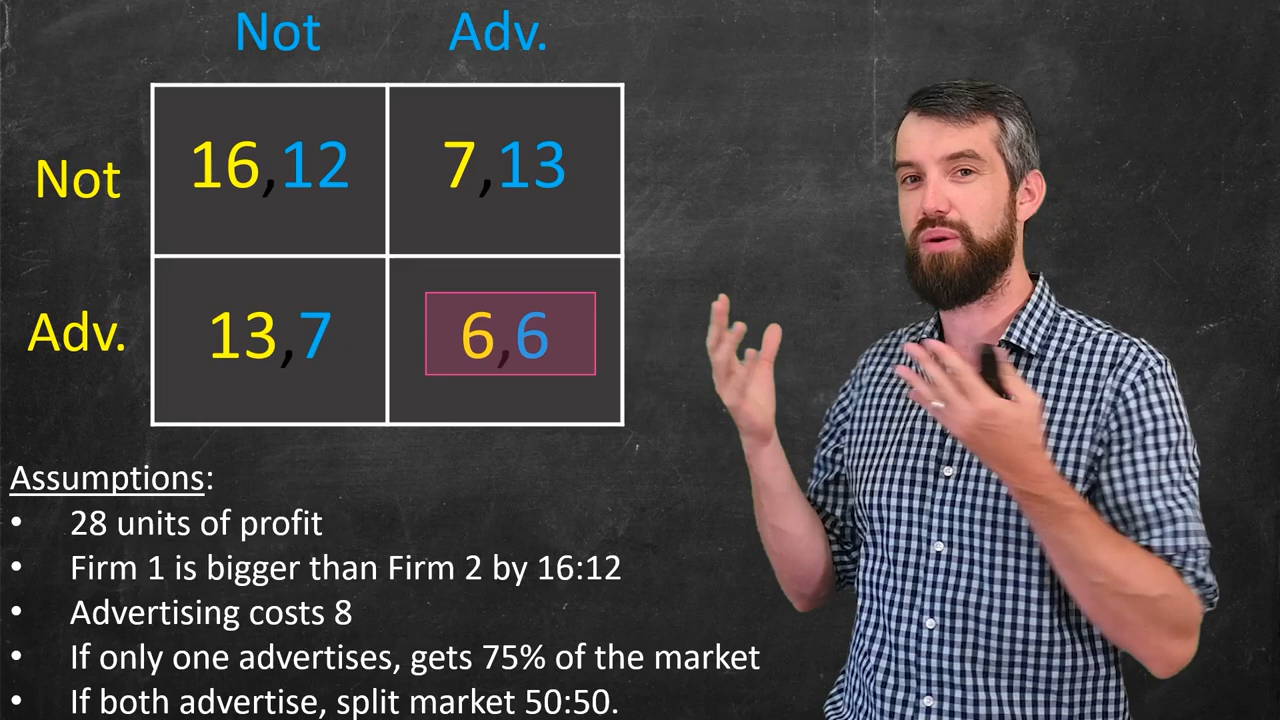 Not Adv.
Not 16,12 7,13
Adv. 13,7 6,6
Assumptions:
• 28 units of profit
• Firm 1 is bigger than Firm 2 by 16:12
• Advertising costs 8
• If only one advertises, gets 75% of the market
• If both advertise, split market 50:50.